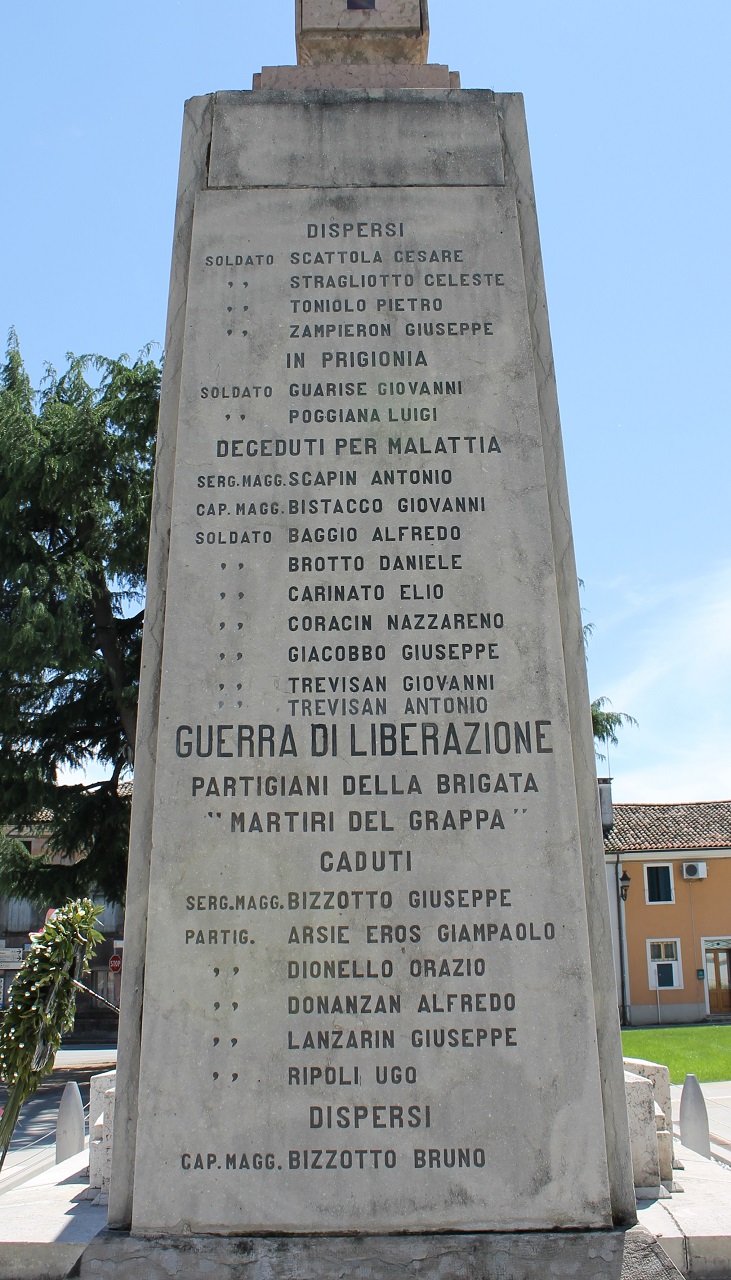 DISPERSI
SOLDATO SCATTOLA CESARE
,, STRAGLIOTTO CELESTE
,, TONIOLO PIETRO
,, ZAMPIERON GIUSEPPE
IN PRIGIONIA
SOLDATO GUARISE GIOVANNI
,, POGGIANA LUIGI
DECEDUTI PER MALATTIA
SERG.MAGG. SCAPIN ANTONIO
CAP. MAGG. BISTACCO GIOVANNI
SOLDATO BAGGIO ALFREDO
,, BROTTO DANIELE
,, CARINATO ELIO
,, CORACIN NAZZARENO
,, GIACOBBO GIUSEPPE
,, TREVISAN GIOVANNI
,, TREVISAN ANTONIO
GUERRA DI LIBERAZIONE
PARTIGIANI DELLA BRIGATA
"MARTIRI DEL GRAPPA"
CADUTI
SERG.MAGG. BIZZOTTO GIUSEPPE
PARTIG. ARSIE EROS GIAMPAOLO
,, DIONELLO ORAZIO
,, DONANZAN ALFREDO
,, LANZARIN GIUSEPPE
,, RIPOLI UGO
DISPERSI
CAP. MAGG. BIZZOTTO BRUNO
STOP